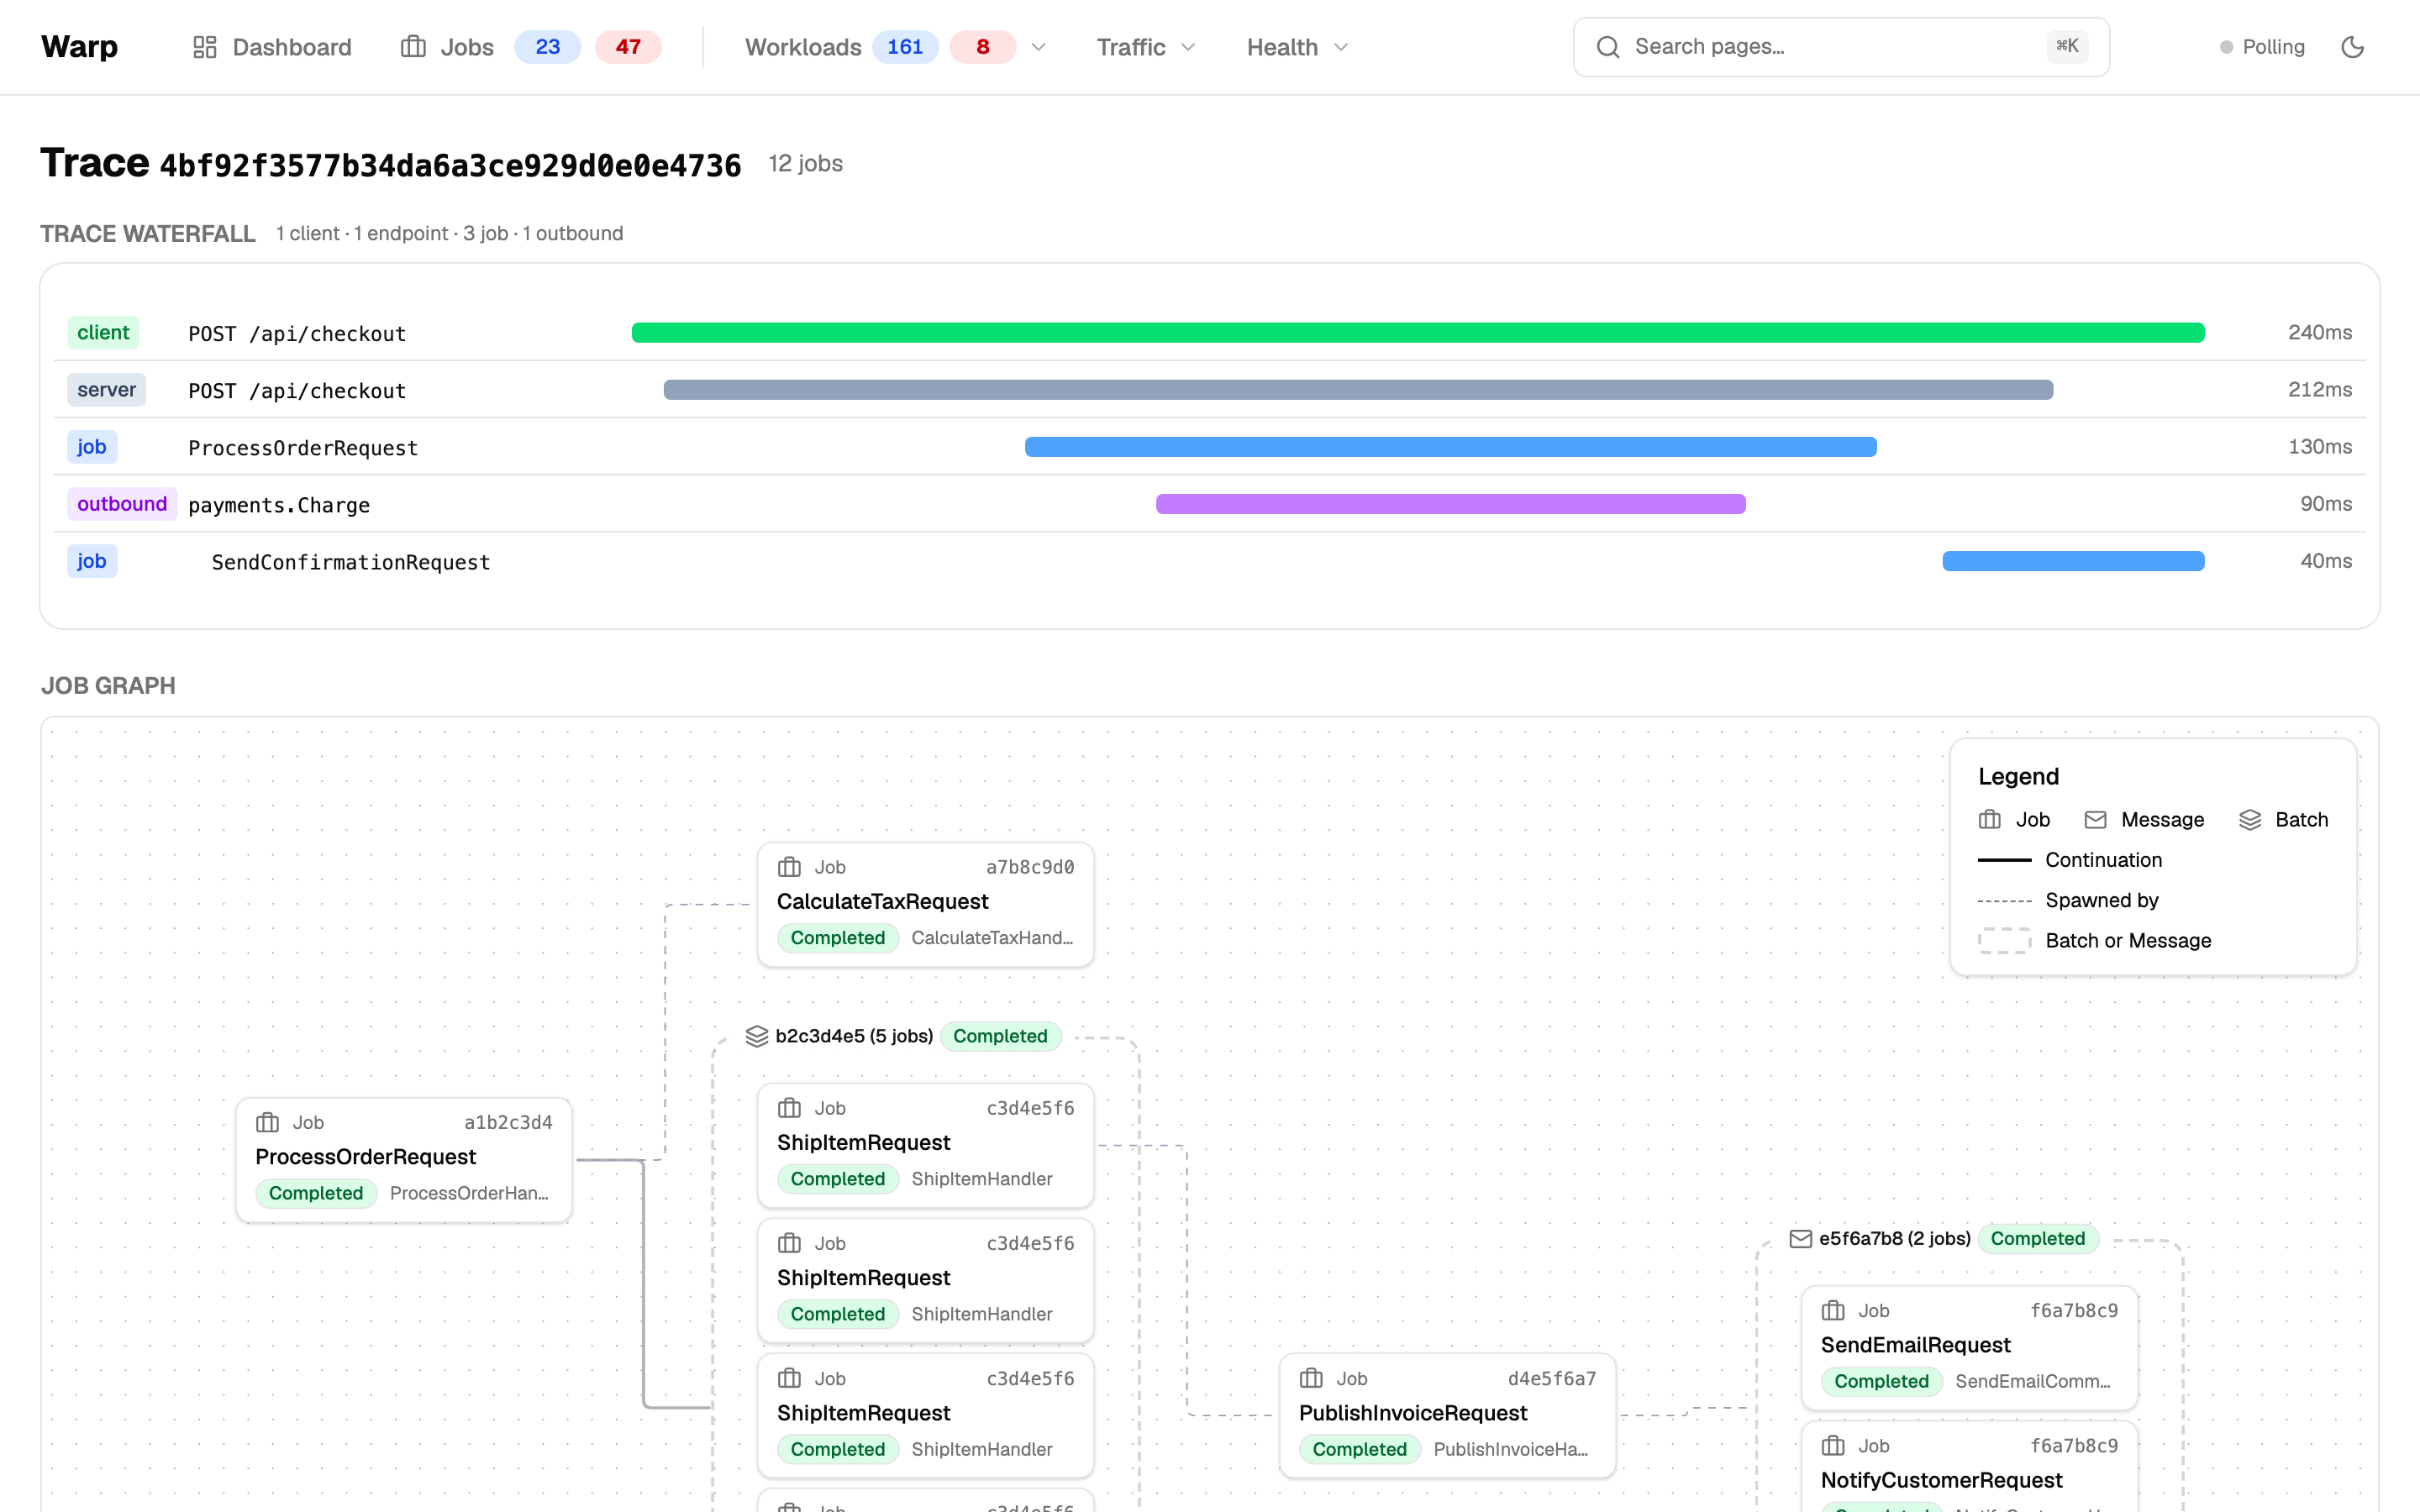 Warp
Dashboard
Jobs 23 47
Workloads 161 8
Traffic
Health
Search pages... ⌘K
Polling
Trace 4bf92f3577b34da6a3ce929d0e0e4736 12 jobs
TRACE WATERFALL 1 client · 1 endpoint · 3 job · 1 outbound
client POST /api/checkout 240ms
server POST /api/checkout 212ms
job ProcessOrderRequest 130ms
outbound payments.Charge 90ms
job SendConfirmationRequest 40ms
JOB GRAPH
Legend
Job Message Batch
Continuation
Spawned by
Batch or Message
Job a7b8c9d0
CalculateTaxRequest
Completed CalculateTaxHand...
b2c3d4e5 (5 jobs) Completed
Job a1b2c3d4
ProcessOrderRequest
Completed ProcessOrderHan...
Job c3d4e5f6
ShipItemRequest
Completed ShipItemHandler
Job c3d4e5f6
ShipItemRequest
Completed ShipItemHandler
Job c3d4e5f6
ShipItemRequest
Completed ShipItemHandler
Job c3d4e5f6
Job d4e5f6a7
PublishInvoiceRequest
Completed PublishInvoiceHa...
e5f6a7b8 (2 jobs) Completed
Job f6a7b8c9
SendEmailRequest
Completed SendEmailComm...
Job f6a7b8c9
NotifyCustomerRequest